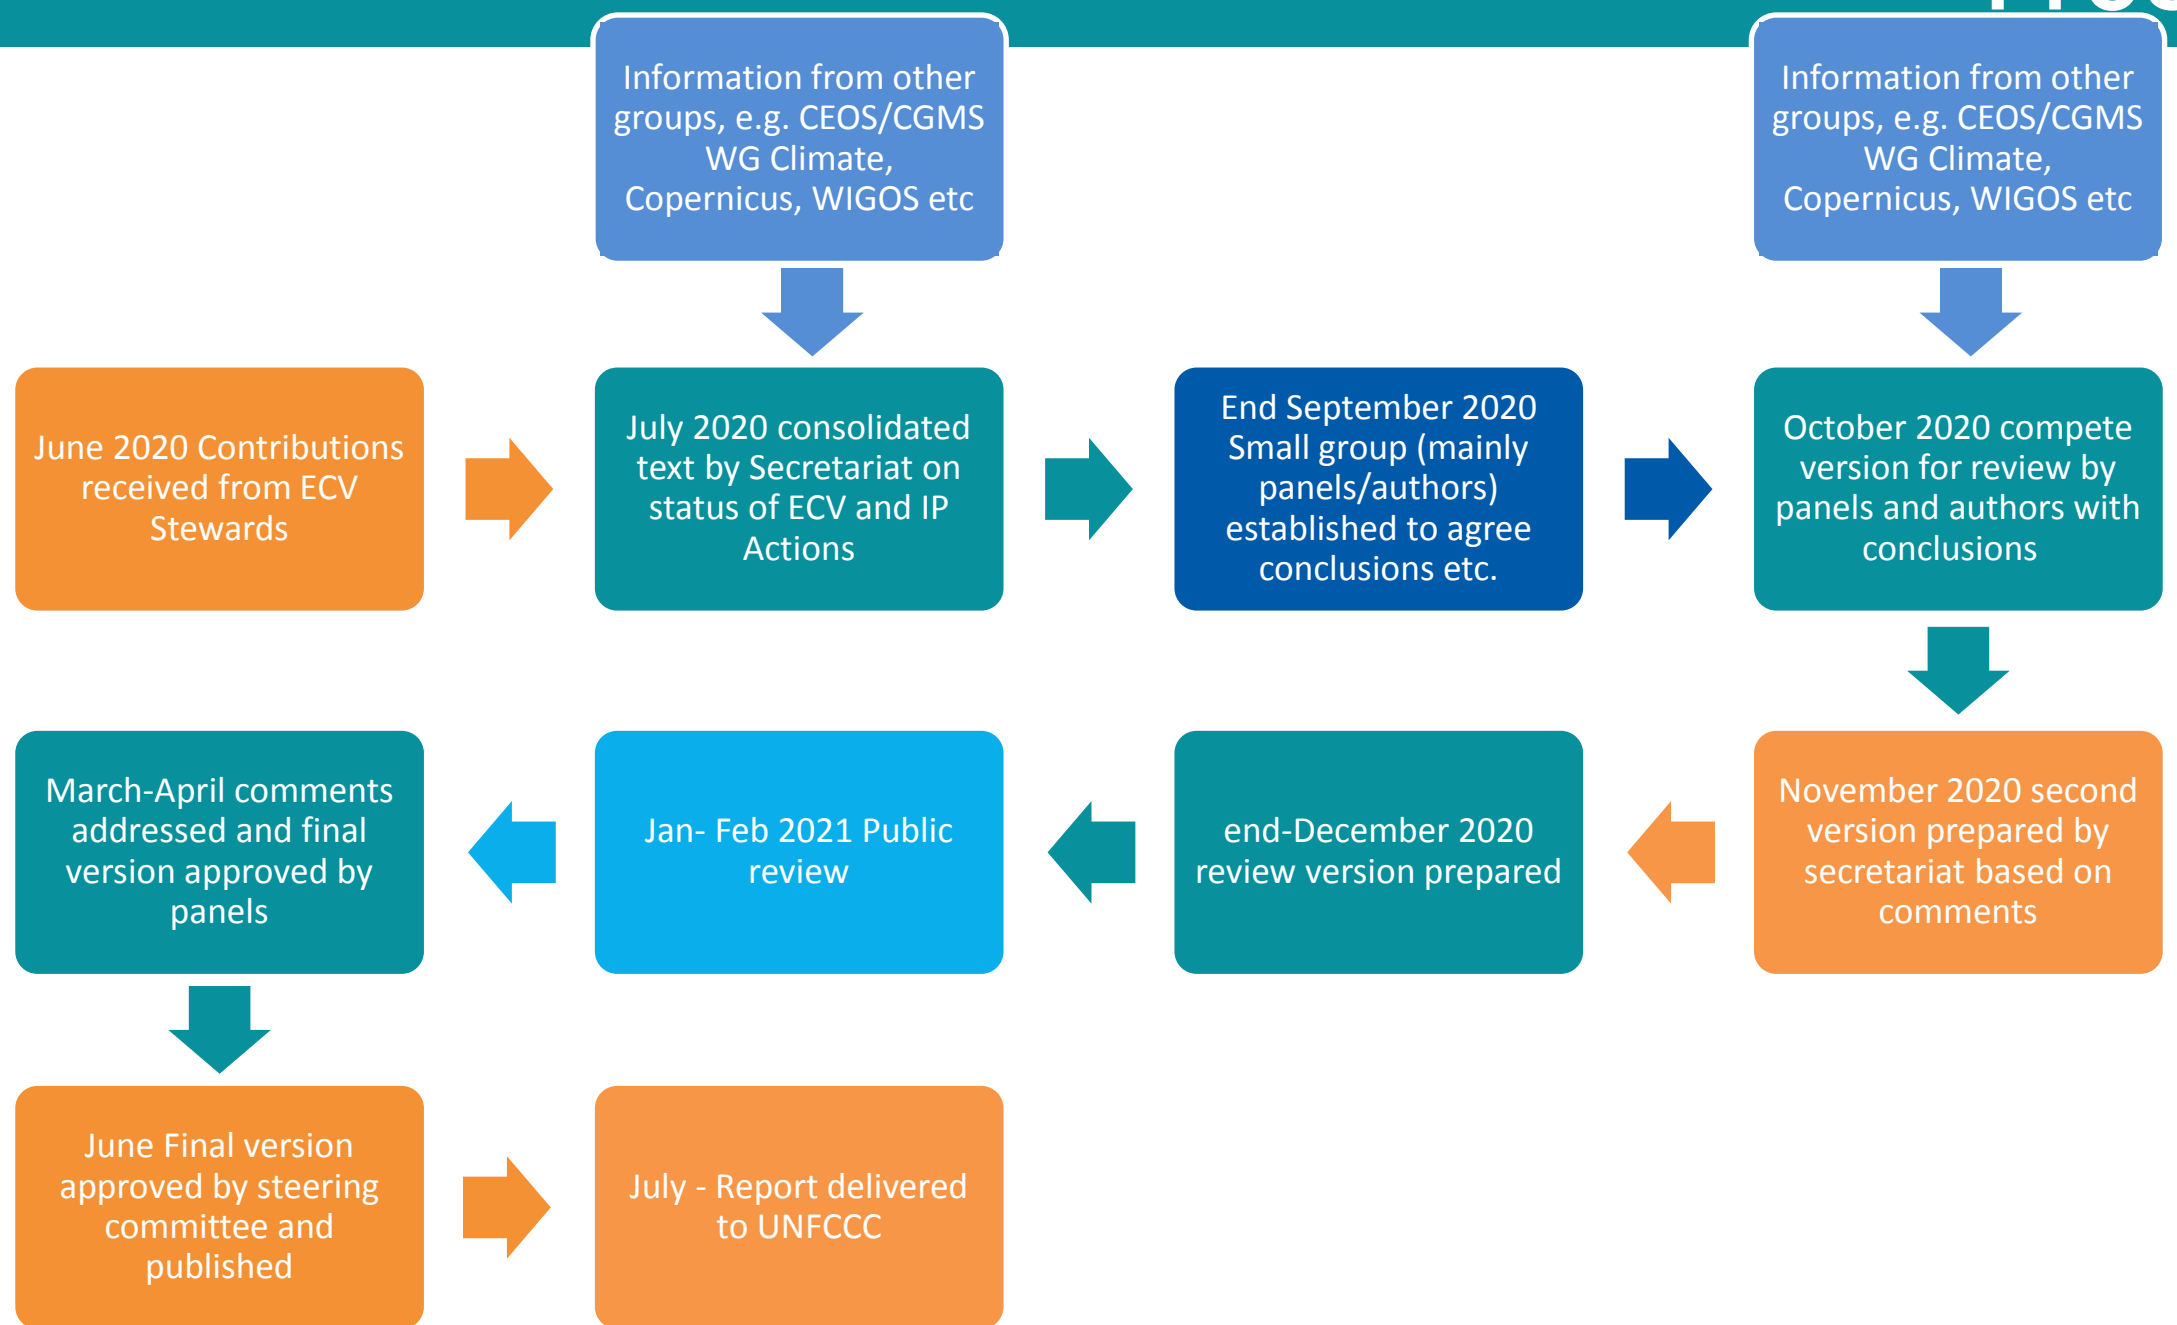 Information from other
groups, e.g. CEOS/CGMS
WG Climate,
Copernicus, WIGOS etc
Information from other
groups, e.g. CEOS/CGMS
WG Climate,
Copernicus, WIGOS etc
June 2020 Contributions
received from ECV
Stewards
July 2020 consolidated
text by Secretariat on
status of ECV and IP
Actions
End September 2020
Small group (mainly
panels/authors)
established to agree
conclusions etc.
October 2020 compete
version for review by
panels and authors with
conclusions
November 2020 second
version prepared by
secretariat based on
comments
end-December 2020
review version prepared
Jan- Feb 2021 Public
review
March-April comments
addressed and final
version approved by
panels
June Final version
approved by steering
committee and
published
July - Report delivered
to UNFCCC